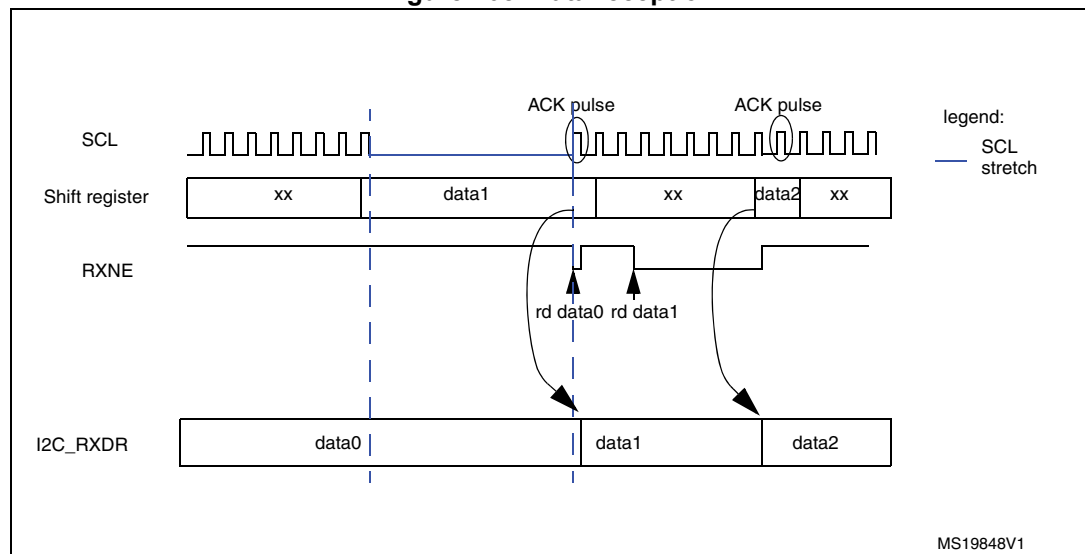 ACK pulse ACK pulse
legend:
SCL
SCL
stretch
Shift register xx data1 xx data2 xx
RXNE
rd data0 rd data1
I2C_RXDR data0 data1 data2
MS19848V1